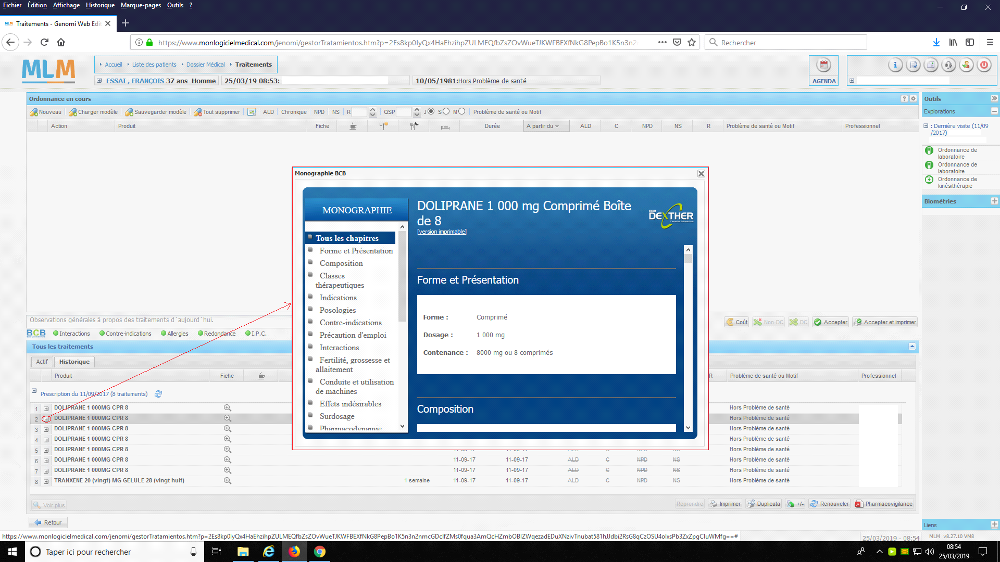 Fichier Édition Affichage Historique Marque-pages Outils ?
MLM Traitements - Genomi Web Edit
https://www.monlogicielmedical.com/jenomi/gestorTratamientos.htm?p=
Rechercher
MLM
Accueil Liste des patients Dossier Médical Traitements
ESSAI , FRANÇOIS 37 ans Homme 25/03/19 08:53: 10/05/1981:Hors Problème de santé
AGENDA
Ordonnance en cours
Nouveau Charger modèle Sauvegarder modèle Tout supprimer ALD Chronique NPD NS R QSP J S M Problème de santé ou Motif
Action Produit Fiche Durée A partir du ALD C NPD NS R Problème de santé ou Motif Professionnel
Outils
Explorations
: Dernière visite (11/09
/2017)
Ordonnance de
laboratoire
Ordonnance de
laboratoire
Ordonnance de
kinésithérapie
Biométries
Monographie BCB
MONOGRAPHIE
Tous les chapitres
Forme et Présentation
Composition
Classes
thérapeutiques
Indications
Posologies
Contre-indications
Précaution d'emploi
Interactions
Fertilité, grossesse et
allaitement
Conduite et utilisation
de machines
Effets indésirables
Surdosage
Pharmacodynamie
DOLIPRANE 1 000 mg Comprimé Boîte
de 8
[version imprimable]
BCB
DEXTHER
Forme et Présentation
Forme : Comprimé
Dosage : 1 000 mg
Contenance : 8000 mg ou 8 comprimés
Composition
Observations générales à propos des traitements d´aujourd´hui.
Coût Non-DC DC Accepter Accepter et imprimer
BCB Interactions Contre-indications Allergies Redondance I.P.C.
Tous les traitements
Actif Historique
Produit Fiche R Problème de santé ou Motif Professionnel
Prescription du 11/09/2017 (8 traitements)
1 DOLIPRANE 1 000MG CPR 8 Hors Problème de santé
2 DOLIPRANE 1 000MG CPR 8 Hors Problème de santé
3 DOLIPRANE 1 000MG CPR 8 Hors Problème de santé
4 DOLIPRANE 1 000MG CPR 8 Hors Problème de santé
5 DOLIPRANE 1 000MG CPR 8 11-09-17 11-09-17 ALD C NPD NS Hors Problème de santé
6 DOLIPRANE 1 000MG CPR 8 11-09-17 11-09-17 ALD C NPD NS Hors Problème de santé
7 DOLIPRANE 1 000MG CPR 8 11-09-17 11-09-17 ALD C NPD NS Hors Problème de santé
8 TRANXENE 20 (vingt) MG GELULE 28 (vingt huit) 1 semaine 11-09-17 11-09-17 ALD C NPD NS Hors Problème de santé
Voir plus Reprendre Imprimer Duplicata +/- Renouveler Pharmacovigilance
Retour
Liens
https://www.monlogicielmedical.com/jenomi/gestorTratamientos.htm?p=
25/03/2019 - 08:54 MLM v8.27.10 VM8
Taper ici pour rechercher
08:54
25/03/2019